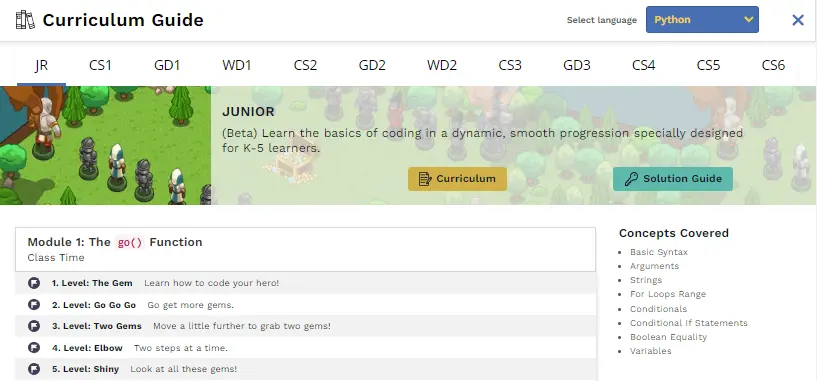 Curriculum Guide
Select language
Python
JR CS1 GD1 WD1 CS2 GD2 WD2 CS3 GD3 CS4 CS5 CS6
JUNIOR
(Beta) Learn the basics of coding in a dynamic, smooth progression specially designed
for K-5 learners.
Curriculum
Solution Guide
Module 1: The go() Function
Class Time
1. Level: The Gem Learn how to code your hero!
2. Level: Go Go Go Go get more gems.
3. Level: Two Gems Move a little further to grab two gems!
4. Level: Elbow Two steps at a time.
5. Level: Shiny Look at all these gems!
Concepts Covered
Basic Syntax
Arguments
Strings
For Loops Range
Conditionals
Conditional If Statements
Boolean Equality
Variables